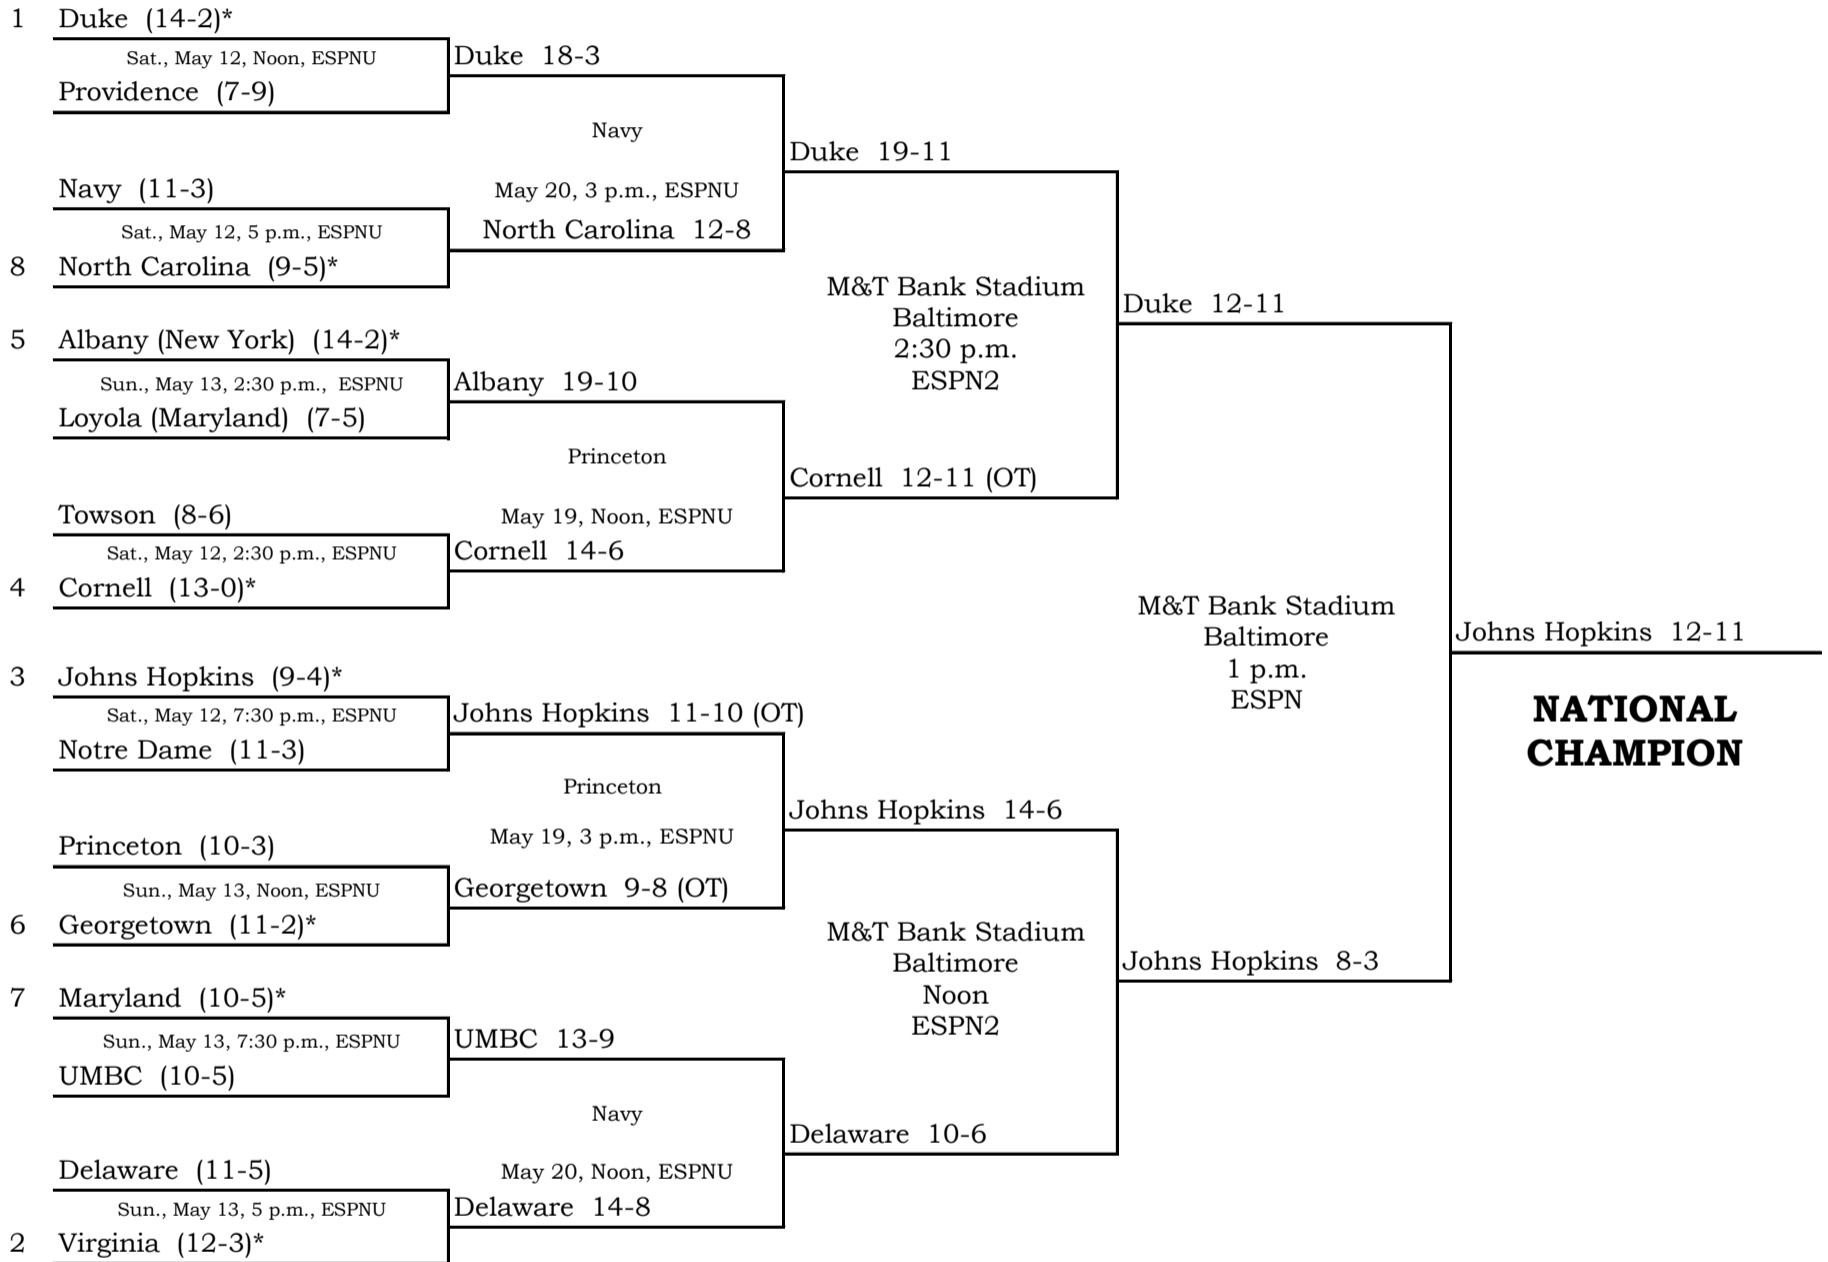 1 Duke (14-2)*
Sat., May 12, Noon, ESPNU
Providence (7-9)
Duke 18-3
Navy
May 20, 3 p.m., ESPNU
Navy (11-3)
Sat., May 12, 5 p.m., ESPNU
8 North Carolina (9-5)*
North Carolina 12-8
Duke 19-11
M&T Bank Stadium
Baltimore
2:30 p.m.
ESPN2
5 Albany (New York) (14-2)*
Sun., May 13, 2:30 p.m., ESPNU
Loyola (Maryland) (7-5)
Albany 19-10
Princeton
May 19, Noon, ESPNU
Towson (8-6)
Sat., May 12, 2:30 p.m., ESPNU
4 Cornell (13-0)*
Cornell 14-6
Cornell 12-11 (OT)
Duke 12-11
M&T Bank Stadium
Baltimore
1 p.m.
ESPN
Johns Hopkins 12-11
NATIONAL
CHAMPION
3 Johns Hopkins (9-4)*
Sat., May 12, 7:30 p.m., ESPNU
Notre Dame (11-3)
Johns Hopkins 11-10 (OT)
Princeton
May 19, 3 p.m., ESPNU
Princeton (10-3)
Sun., May 13, Noon, ESPNU
6 Georgetown (11-2)*
Georgetown 9-8 (OT)
Johns Hopkins 14-6
M&T Bank Stadium
Baltimore
Noon
ESPN2
Johns Hopkins 8-3
7 Maryland (10-5)*
Sun., May 13, 7:30 p.m., ESPNU
UMBC (10-5)
UMBC 13-9
Navy
May 20, Noon, ESPNU
Delaware (11-5)
Sun., May 13, 5 p.m., ESPNU
2 Virginia (12-3)*
Delaware 14-8
Delaware 10-6